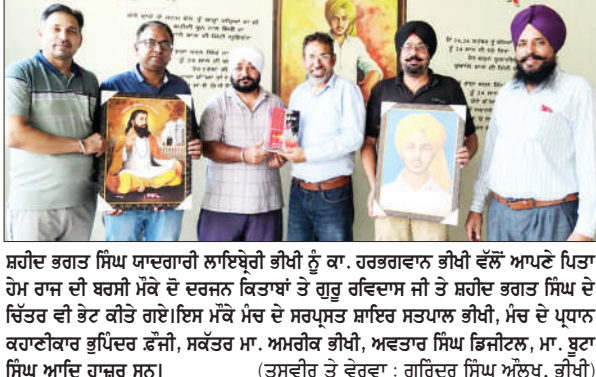 ਸ਼ਹੀਦ ਭਗਤ ਸਿੰਘ ਯਾਦਗਾਰੀ ਲਾਇਬ੍ਰੇਰੀ ਭੀਖੀ ਨੂੰ ਕਾ. ਹਰਭਗਵਾਨ ਭੀਖੀ ਵੱਲੋਂ ਆਪਣੇ ਪਿਤਾ
ਹੇਮ ਰਾਜ ਦੀ ਬਰਸੀ ਮੌਕੇ ਦੋ ਦਰਜਨ ਕਿਤਾਬਾਂ ਤੇ ਗੁਰੂ ਰਵਿਦਾਸ ਜੀ ਤੇ ਸ਼ਹੀਦ ਭਗਤ ਸਿੰਘ ਦੇ
ਚਿੱਤਰ ਵੀ ਭੇਟ ਕੀਤੇ ਗਏ।ਇਸ ਮੌਕੇ ਮੰਚ ਦੇ ਸਰਪ੍ਰਸਤ ਸ਼ਾਇਰ ਸਤਪਾਲ ਭੀਖੀ, ਮੰਚ ਦੇ ਪ੍ਰਧਾਨ
ਕਹਾਣੀਕਾਰ ਭੁਪਿੰਦਰ ਫ਼ੌਜੀ, ਸਕੱਤਰ ਮਾ. ਅਮਰੀਕ ਭੀਖੀ, ਅਵਤਾਰ ਸਿੰਘ ਡਿਜੀਟਲ, ਮਾ. ਬੂਟਾ
ਸਿੰਘ ਆਦਿ ਹਾਜ਼ਰ ਸਨ। (ਤਸਵੀਰ ਤੇ ਵੇਰਵਾ : ਗੁਰਿੰਦਰ ਸਿੰਘ ਔਲਖ, ਭੀਖੀ)